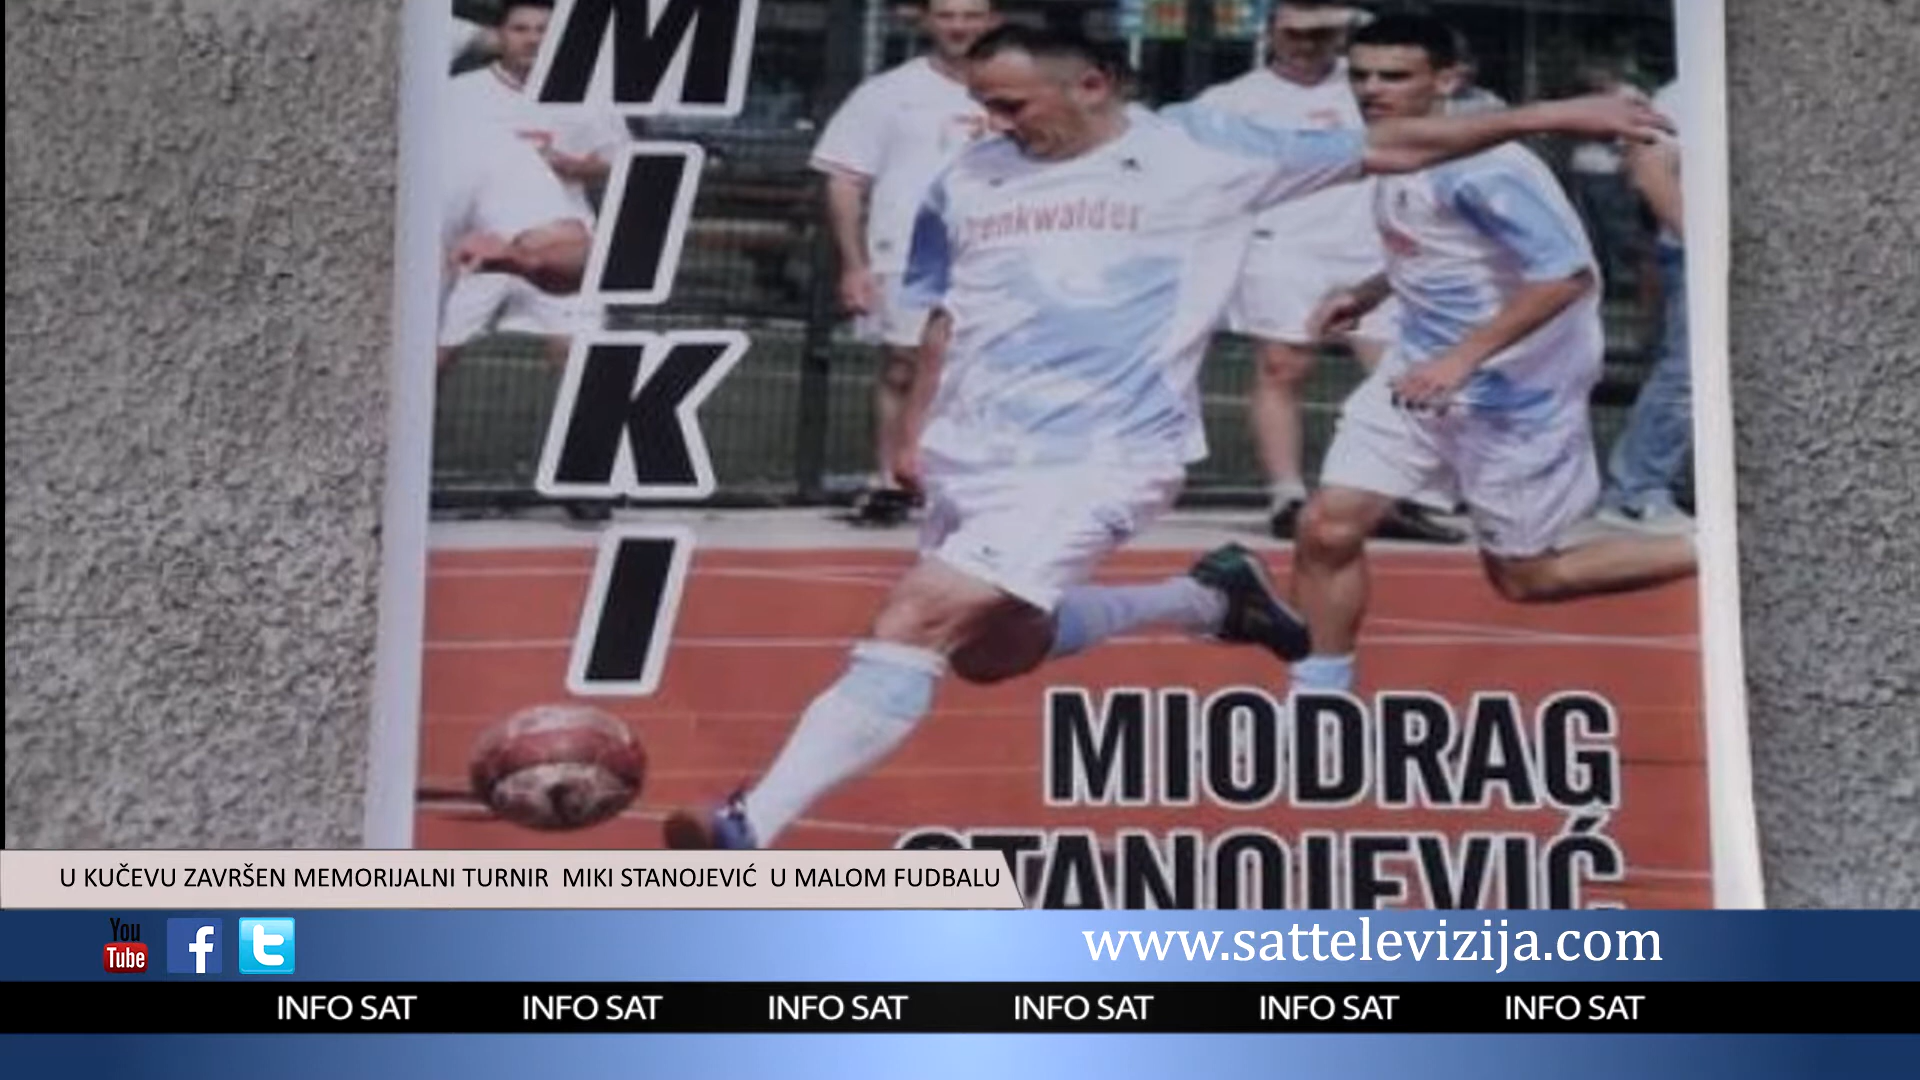 MIKI
Trenkwalder
MIODRAG
STANOJEVIĆ
U KUČEVU ZAVRŠEN MEMORIJALNI TURNIR MIKI STANOJEVIĆ U MALOM FUDBALU
You
Tube
f
t
www.sattelevizija.com
INFO SAT INFO SAT INFO SAT INFO SAT INFO SAT INFO SAT